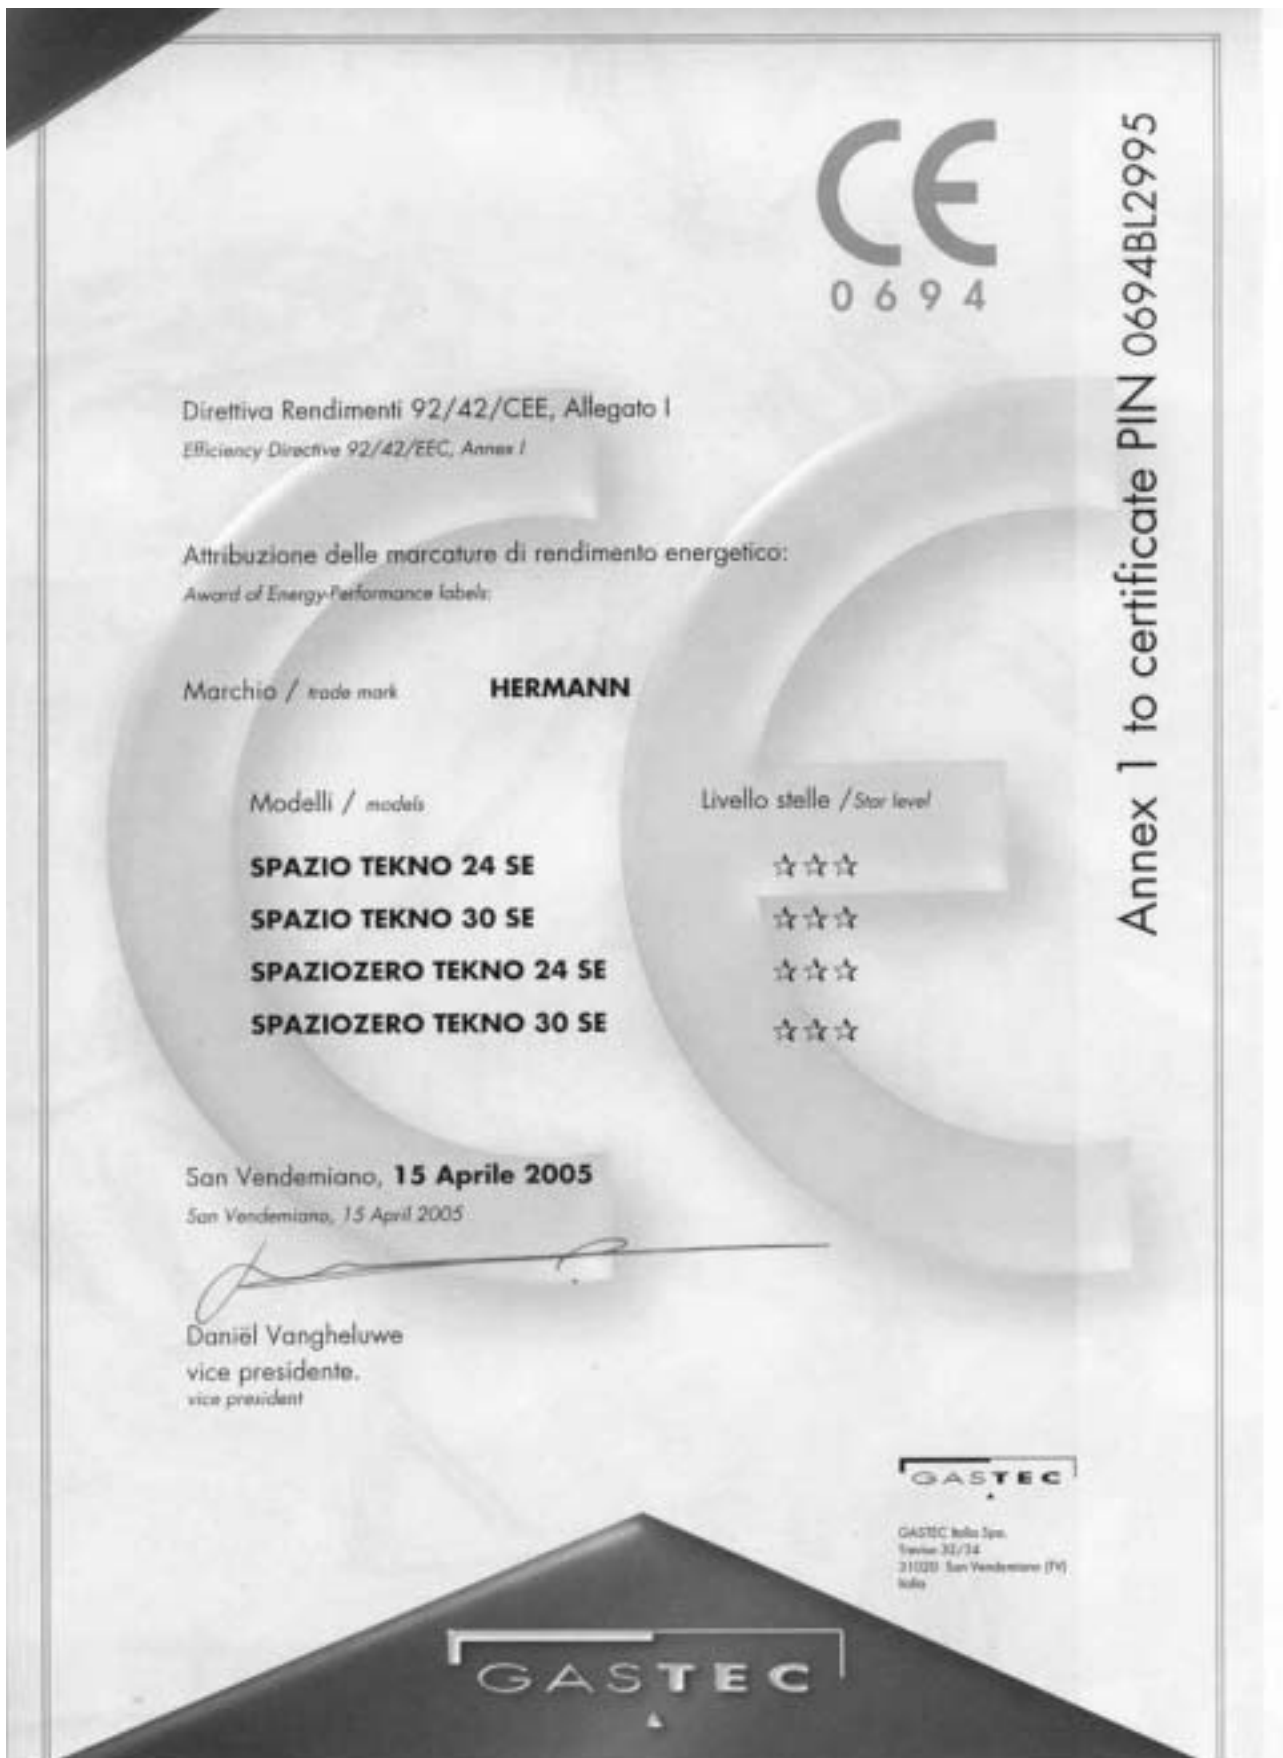 CE
0694
Annex 1 to certificate PIN 0694BL2995
Direttiva Rendimenti 92/42/CEE, Allegato I
Efficiency Directive 92/42/EEC, Annex I
Attribuzione delle marcature di rendimento energetico:
Award of Energy-Performance labels:
Marchio / trade mark HERMANN
Modelli / models Livello stelle / Star level
SPAZIO TEKNO 24 SE ☆☆☆
SPAZIO TEKNO 30 SE ☆☆☆
SPAZIOZERO TEKNO 24 SE ☆☆☆
SPAZIOZERO TEKNO 30 SE ☆☆☆
San Vendemiano, 15 Aprile 2005
San Vendemiano, 15 April 2005
Daniël Vangheluwe
vice presidente.
vice president
GASTEC
GASTEC Italia Spa.
Treviso 32/34
31020 San Vendemiano (TV)
Italia
GASTEC